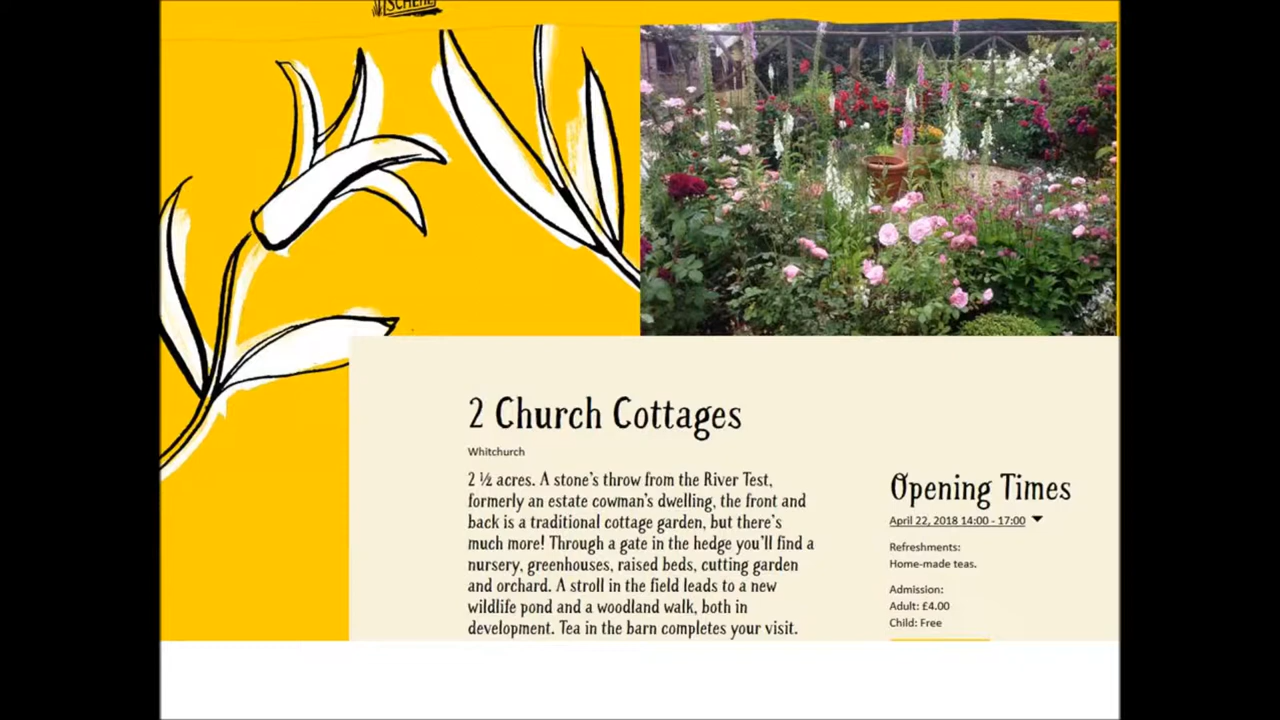 SCHEME
2 Church Cottages
Whitchurch
2 ½ acres. A stone's throw from the River Test,
formerly an estate cowman's dwelling, the front and
back is a traditional cottage garden, but there's
much more! Through a gate in the hedge you'll find a
nursery, greenhouses, raised beds, cutting garden
and orchard. A stroll in the field leads to a new
wildlife pond and a woodland walk, both in
development. Tea in the barn completes your visit.
Opening Times
April 22, 2018 14:00 - 17:00
Refreshments:
Home-made teas.
Admission:
Adult: £4.00
Child: Free